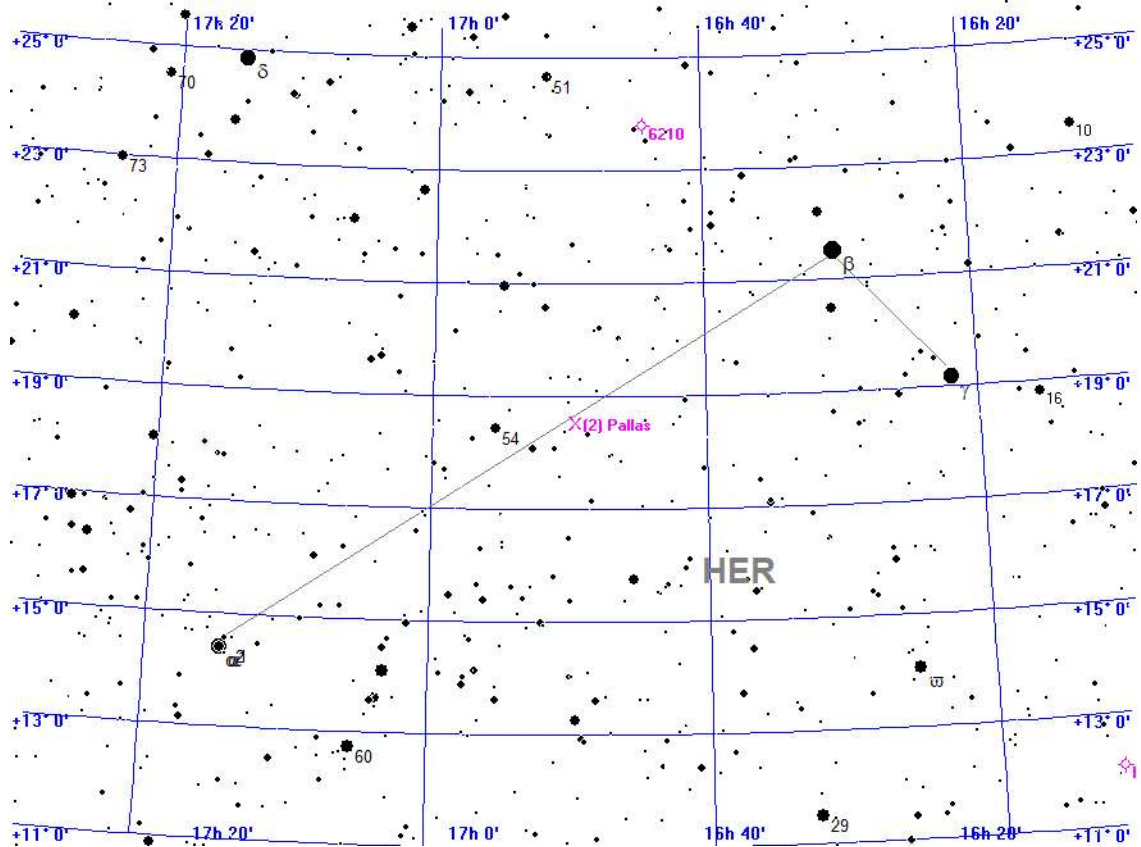 17h 20'
17h 0'
16h 40'
16h 20'
+25° 0'
+25° 0'
δ
70
51
10
6210
+23° 0'
73
+23° 0'
+21° 0'
β
+21° 0'
+19° 0'
γ
16
+19° 0'
(2) Pallas
54
+17° 0'
+17° 0'
HER
+15° 0'
+15° 0'
ϖ
+13° 0'
+13° 0'
60
29
+11° 0'
17h 20'
17h 0'
16h 40'
16h 20'
+11° 0'